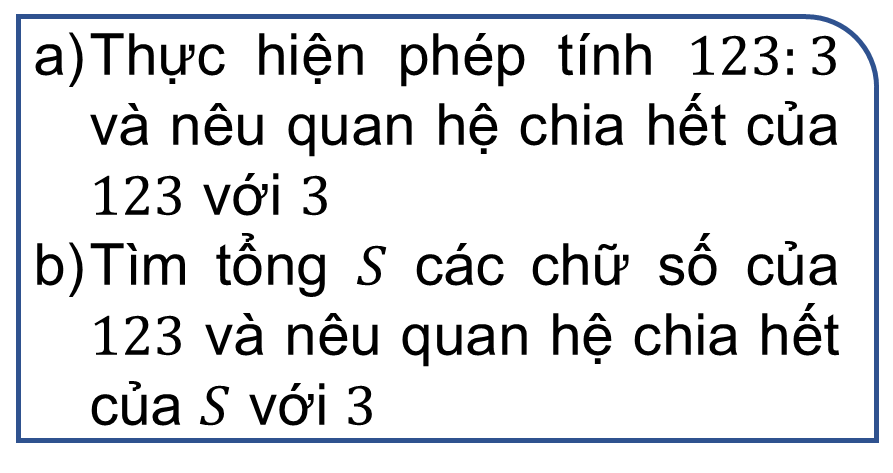 a)Thực hiện phép tính 123: 3
và nêu quan hệ chia hết của
123 với 3
b)Tìm tổng S các chữ số của
123 và nêu quan hệ chia hết
của S với 3